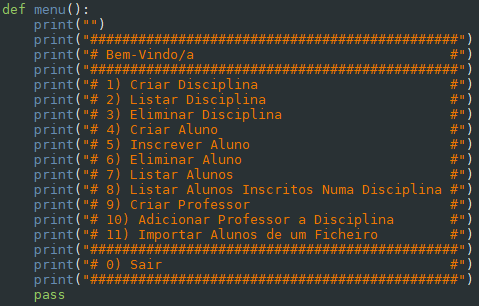 def menu():
    print("")
    print("##############################################")
    print("# Bem-Vindo/a                                #")
    print("##############################################")
    print("# 1) Criar Disciplina                        #")
    print("# 2) Listar Disciplina                       #")
    print("# 3) Eliminar Disciplina                     #")
    print("# 4) Criar Aluno                             #")
    print("# 5) Inscrever Aluno                         #")
    print("# 6) Eliminar Aluno                          #")
    print("# 7) Listar Alunos                           #")
    print("# 8) Listar Alunos Inscritos Numa Disciplina #")
    print("# 9) Criar Professor                         #")
    print("# 10) Adicionar Professor a Disciplina       #")
    print("# 11) Importar Alunos de um Ficheiro         #")
    print("##############################################")
    print("# 0) Sair                                    #")
    print("##############################################")
    pass